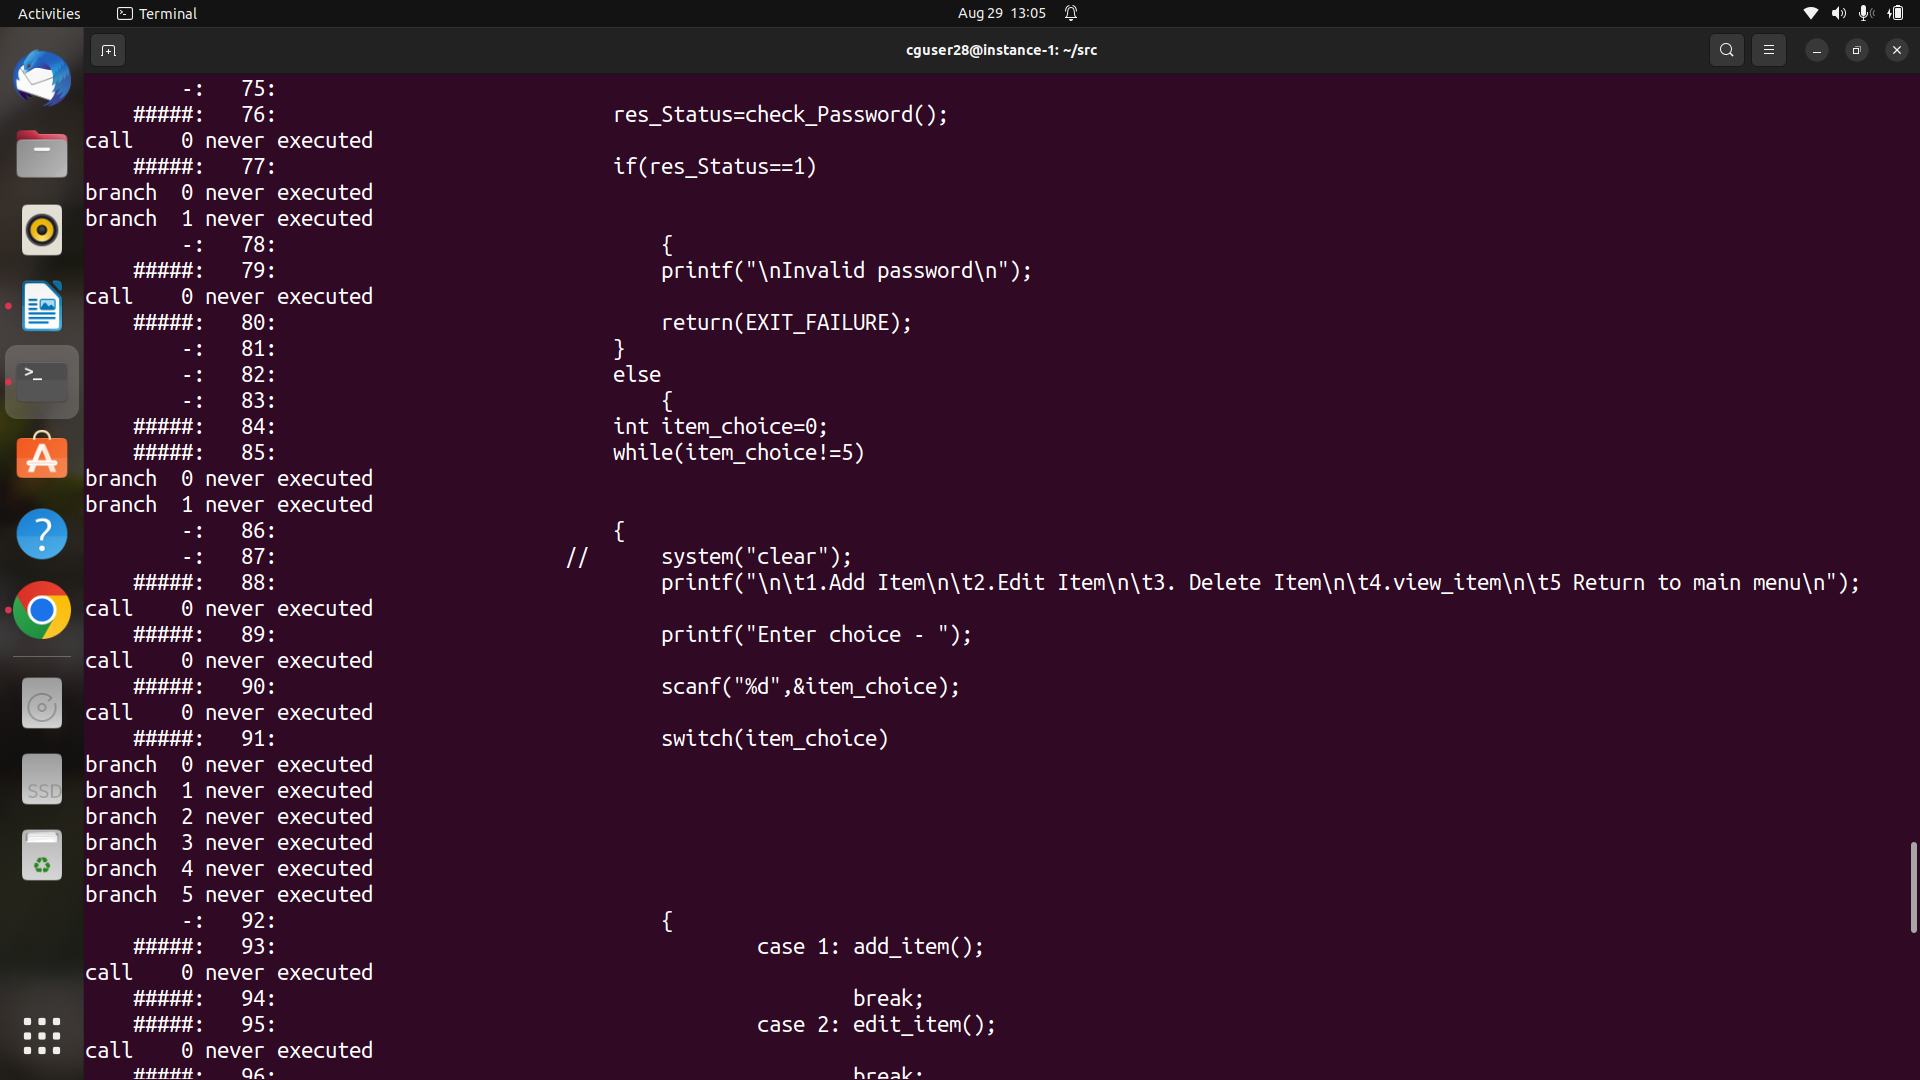 Activities
Terminal
Aug 29 13:05
cguser28@instance-1: ~/src
-: 75:
#####: 76: res_Status=check_Password();
call 0 never executed
#####: 77: if(res_Status==1)
branch 0 never executed
branch 1 never executed
-: 78: {
#####: 79: printf("\nInvalid password\n");
call 0 never executed
#####: 80: return(EXIT_FAILURE);
-: 81: }
-: 82: else
-: 83: {
#####: 84: int item_choice=0;
#####: 85: while(item_choice!=5)
branch 0 never executed
branch 1 never executed
-: 86: {
-: 87: // system("clear");
#####: 88: printf("\n\t1.Add Item\n\t2.Edit Item\n\t3. Delete Item\n\t4.view_item\n\t5 Return to main menu\n");
call 0 never executed
#####: 89: printf("Enter choice - ");
call 0 never executed
#####: 90: scanf("%d",&item_choice);
call 0 never executed
#####: 91: switch(item_choice)
branch 0 never executed
branch 1 never executed
branch 2 never executed
branch 3 never executed
branch 4 never executed
branch 5 never executed
-: 92: {
#####: 93: case 1: add_item();
call 0 never executed
#####: 94: break;
#####: 95: case 2: edit_item();
call 0 never executed
#####: 96: break;
SSD